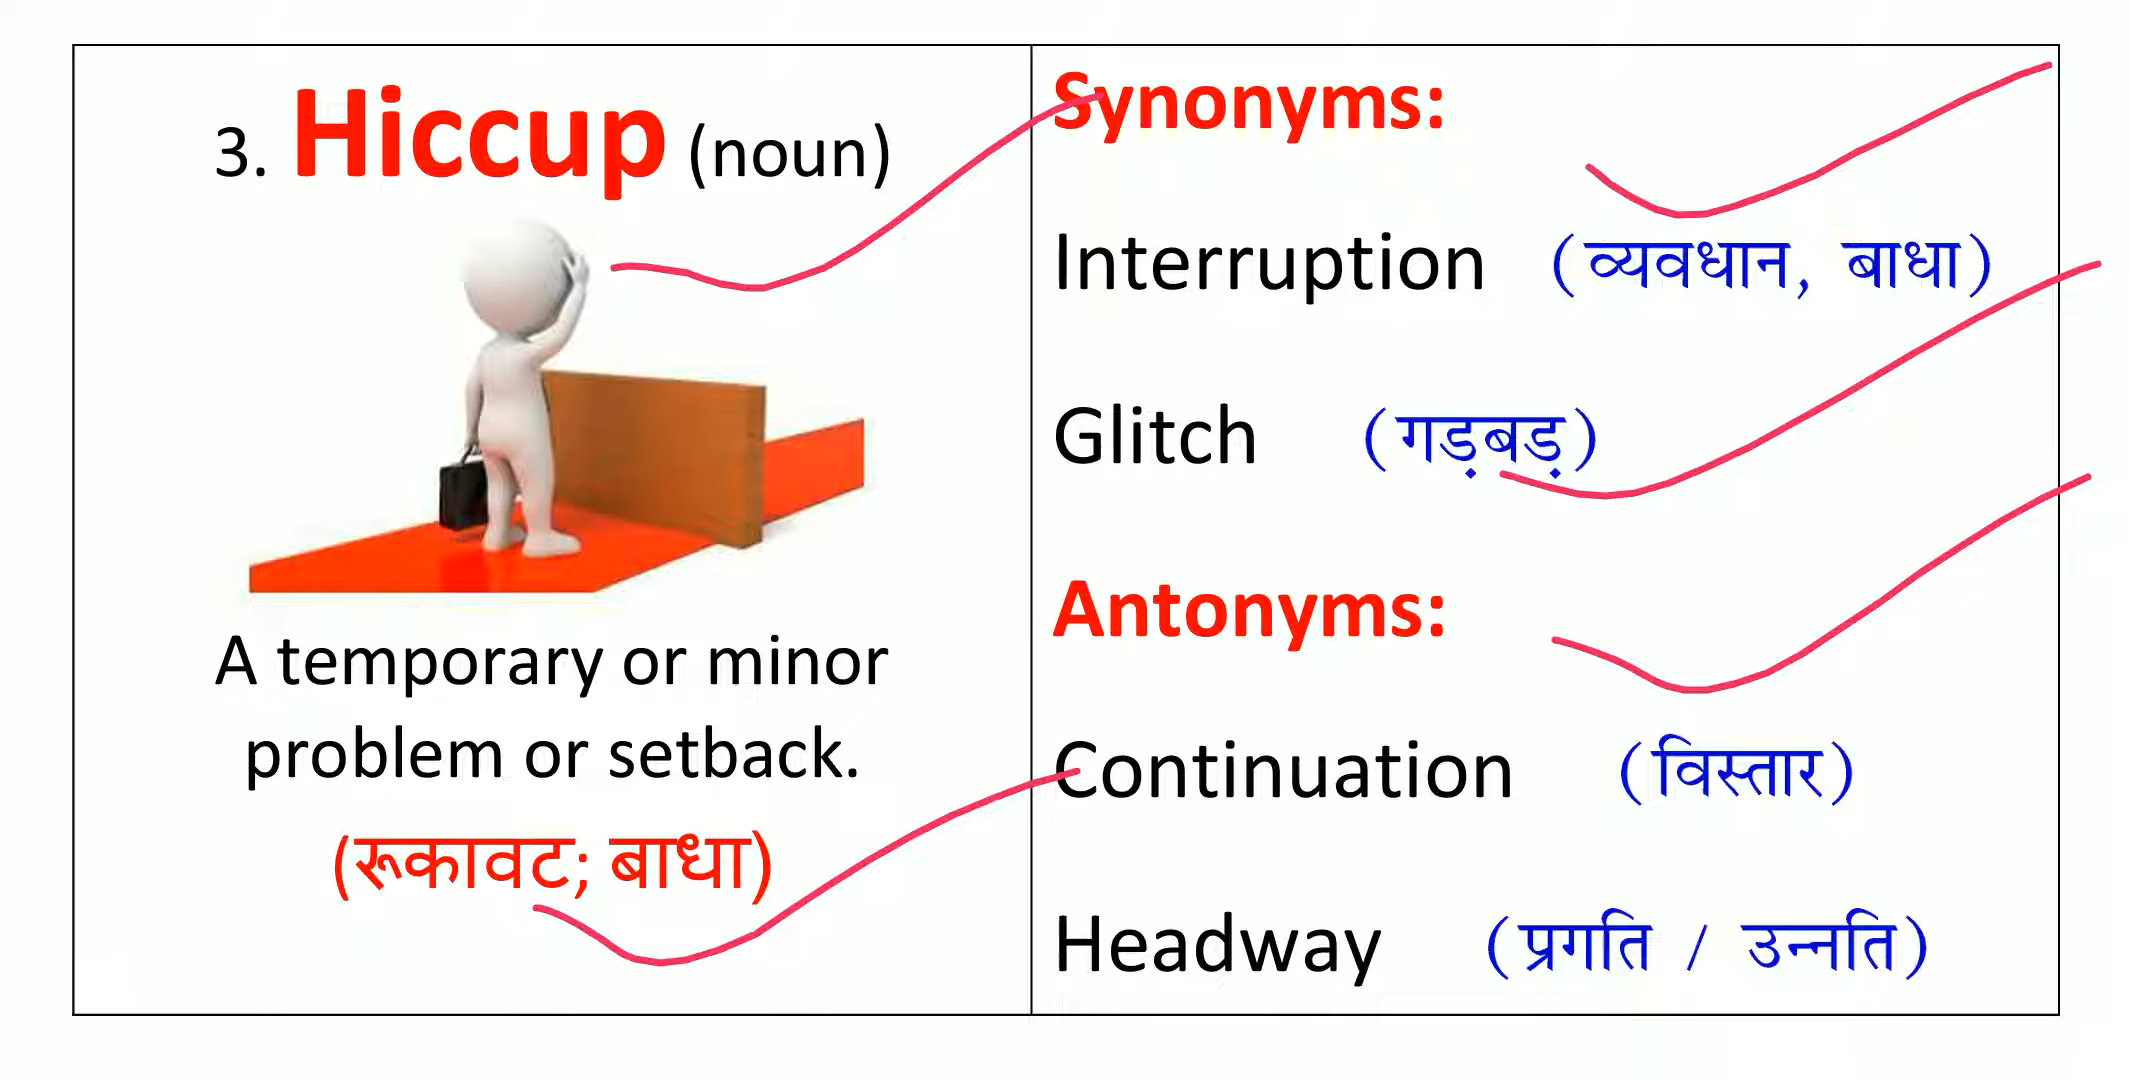 3. Hiccup (noun)
A temporary or minor
problem or setback.
(रूकावट; बाधा)
Synonyms:
Interruption (व्यवधान, बाधा)
Glitch (गड़बड़)
Antonyms:
Continuation (विस्तार)
Headway (प्रगति / उन्नति)